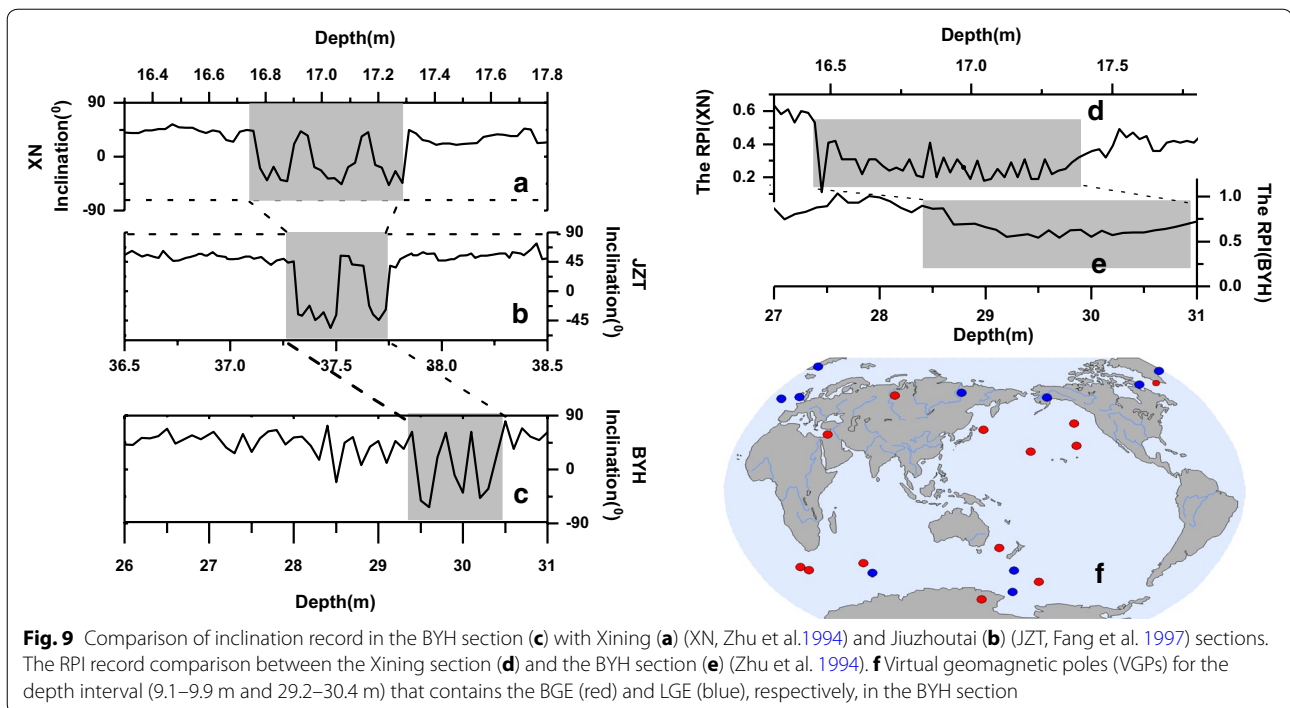 Depth(m)
16.4 16.6 16.8 17.0 17.2 17.4 17.6 17.8
90
0
-90
XN
Inclination(⁰)
a
90
45
0
-45
JZT
Inclination(⁰)
b
36.5 37.0 37.5 38.0 38.5
90
0
-90
BYH
Inclination(⁰)
c
26 27 28 29 30 31
Depth(m)
Depth(m)
16.5 17.0 17.5
0.6
0.4
0.2
The RPI(XN)
d
1.0
0.5
0.0
The RPI(BYH)
e
27 28 29 30 31
Depth(m)
f
Fig. 9 Comparison of inclination record in the BYH section (c) with Xining (a) (XN, Zhu et al.1994) and Jiuzhoutai (b) (JZT, Fang et al. 1997) sections.
The RPI record comparison between the Xining section (d) and the BYH section (e) (Zhu et al. 1994). f Virtual geomagnetic poles (VGPs) for the
depth interval (9.1–9.9 m and 29.2–30.4 m) that contains the BGE (red) and LGE (blue), respectively, in the BYH section